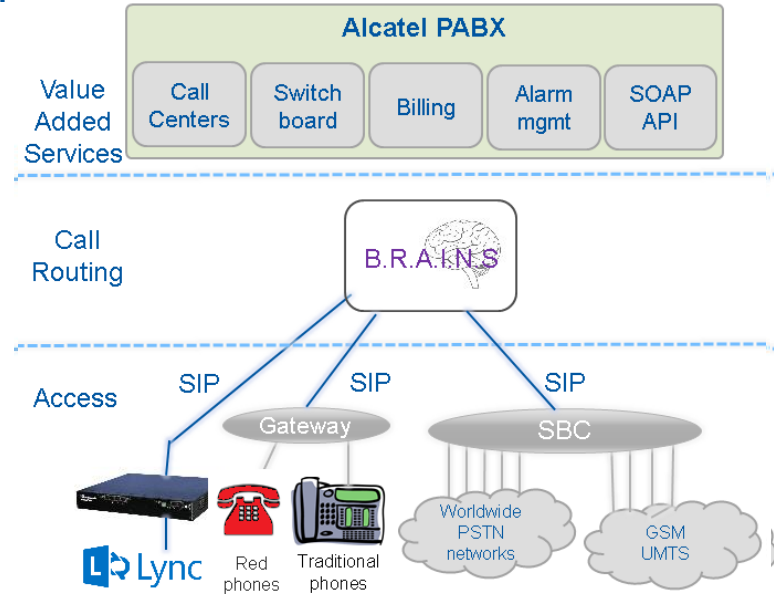 Alcatel PABX
Value
Added
Services
Call
Centers
Switch
board
Billing
Alarm
mgmt
SOAP
API
Call
Routing
B.R.A.I.N.S
Access
SIP
SIP
SIP
Gateway
SBC
Lync
Red
phones
Traditional
phones
Worldwide
PSTN
networks
GSM
UMTS